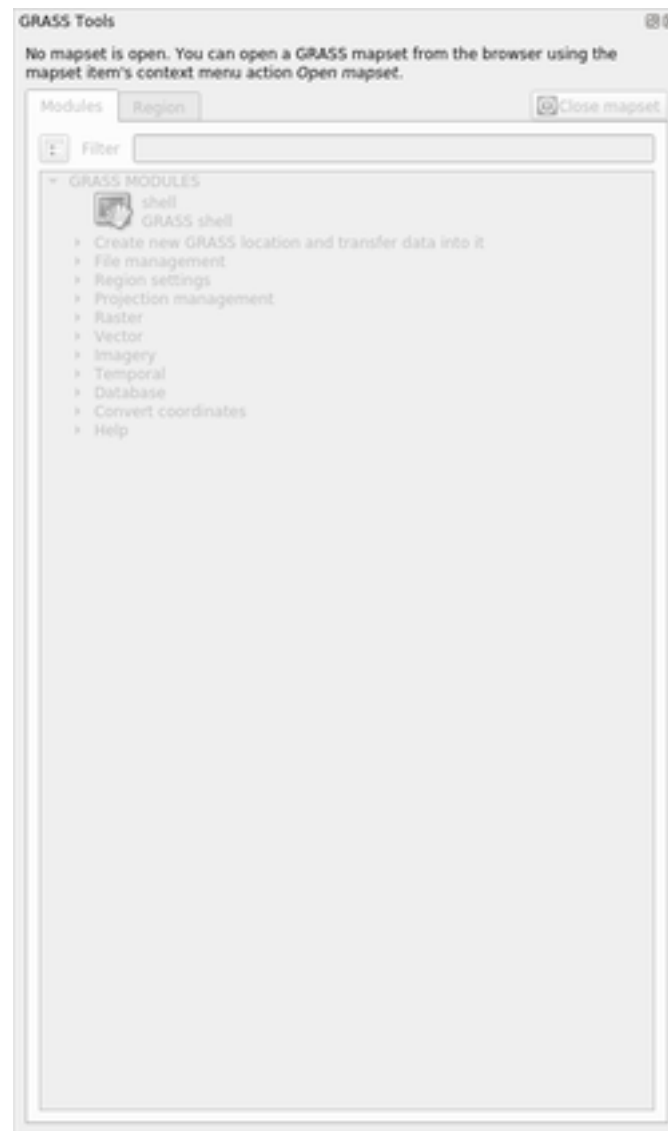 GRASS Tools
No mapset is open. You can open a GRASS mapset from the browser using the
mapset item's context menu action Open mapset.
Modules Region Close mapset
Filter
GRASS MODULES
shell
GRASS shell
Create new GRASS location and transfer data into it
File management
Region settings
Projection management
Raster
Vector
Imagery
Temporal
Database
Convert coordinates
Help